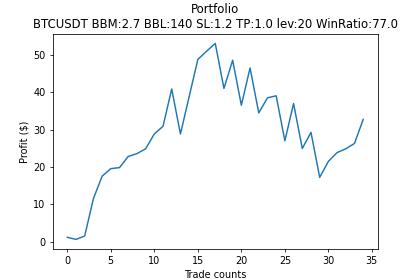 Portfolio
BTCUSDT BBM:2.7 BBL:140 SL:1.2 TP:1.0 lev:20 WinRatio:77.0
50
40
30
20
10
0
Profit ($)
0 5 10 15 20 25 30 35
Trade counts